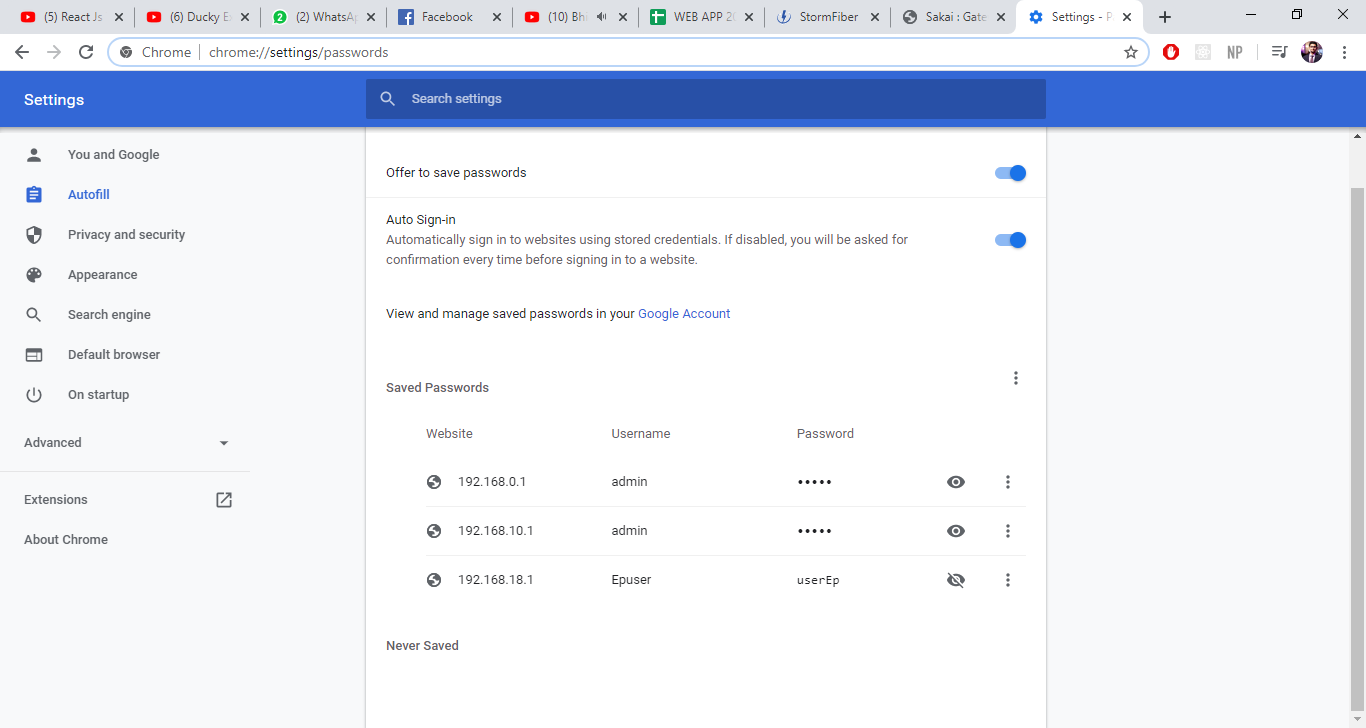 (5) React Js
(6) Ducky E
2
(2) WhatsAp
Facebook
(10) Bh
WEB APP 20
StormFiber
Sakai : Gate
Settings - P
Chrome
chrome://settings/passwords
NP
Settings
Search settings
You and Google
Autofill
Privacy and security
Appearance
Search engine
Default browser
On startup
Advanced
Extensions
About Chrome
Offer to save passwords
Auto Sign-in
Automatically sign in to websites using stored credentials. If disabled, you will be asked for
confirmation every time before signing in to a website.
View and manage saved passwords in your Google Account
Saved Passwords
Website Username Password
192.168.0.1 admin •••••
192.168.10.1 admin •••••
192.168.18.1 Epuser userEp
Never Saved